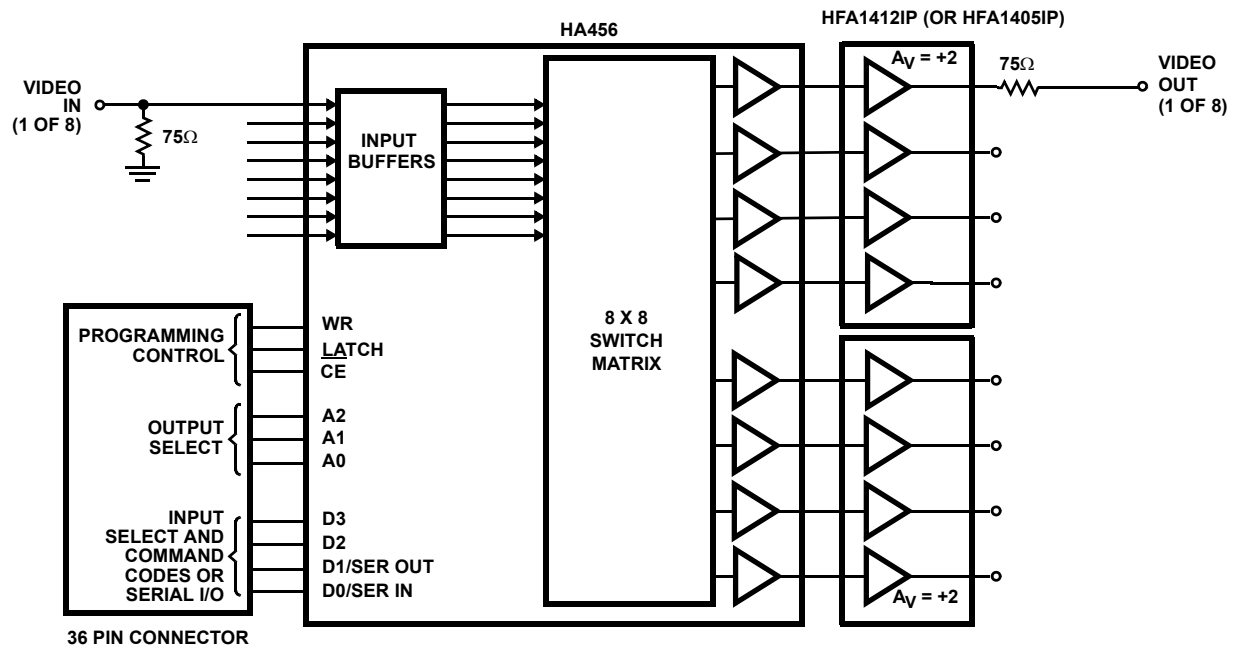 HFA1412IP (OR HFA1405IP)
HA456
AV = +2
75Ω
VIDEO
OUT
(1 OF 8)
VIDEO
IN
(1 OF 8)
75Ω
INPUT
BUFFERS
8 X 8
SWITCH
MATRIX
PROGRAMMING
CONTROL
WR
LATCH
CE
OUTPUT
SELECT
A2
A1
A0
INPUT
SELECT AND
COMMAND
CODES OR
SERIAL I/O
D3
D2
D1/SER OUT
D0/SER IN
AV = +2
36 PIN CONNECTOR